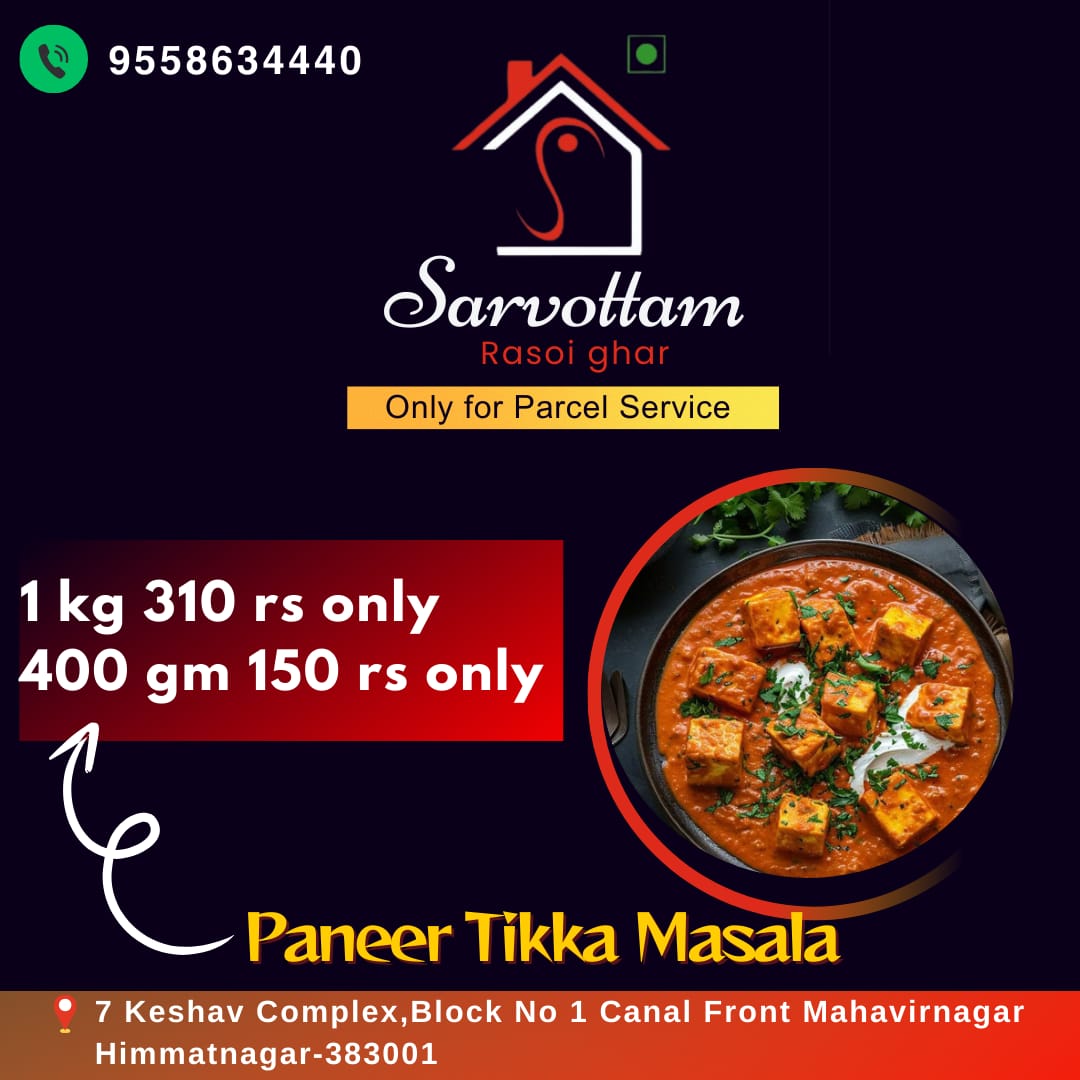 9558634440
Sarvottam
Rasoi ghar
Only for Parcel Service
1 kg 310 rs only
400 gm 150 rs only
Paneer Tikka Masala
7 Keshav Complex,Block No 1 Canal Front Mahavirnagar
Himmatnagar-383001